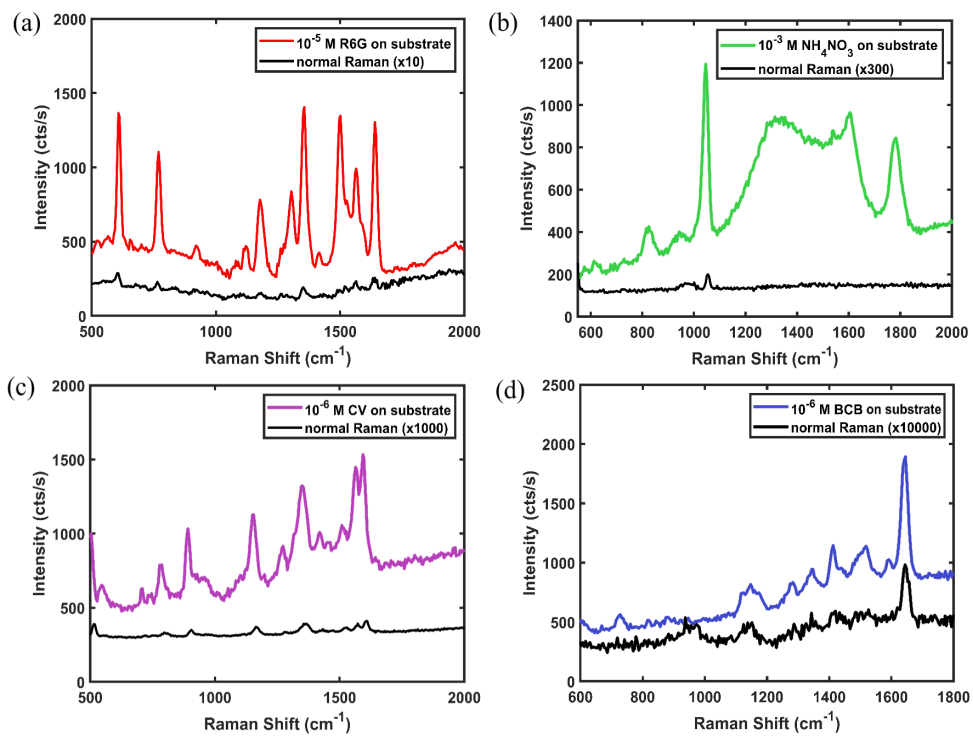 (a)
10⁻⁵ M R6G on substrate
normal Raman (x10)
Intensity (cts/s)
2000
1500
1000
500
0
500 1000 1500 2000
Raman Shift (cm⁻¹)
(b)
10⁻³ M NH₄NO₃ on substrate
normal Raman (x300)
Intensity (cts/s)
1400
1200
1000
800
600
400
200
0
600 800 1000 1200 1400 1600 1800 2000
Raman Shift (cm⁻¹)
(c)
10⁻⁶ M CV on substrate
normal Raman (x1000)
Intensity (cts/s)
2000
1500
1000
500
0
500 1000 1500 2000
Raman Shift (cm⁻¹)
(d)
10⁻⁶ M BCB on substrate
normal Raman (x10000)
Intensity (cts/s)
2500
2000
1500
1000
500
0
600 800 1000 1200 1400 1600 1800
Raman Shift (cm⁻¹)